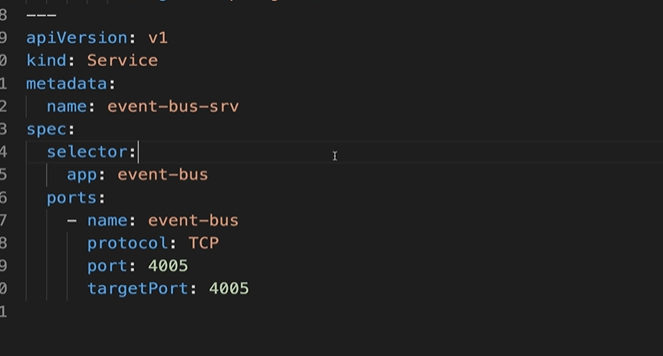 8 ---
9 apiVersion: v1
0 kind: Service
1 metadata:
2   name: event-bus-srv
3 spec:
4   selector:
5     app: event-bus
6   ports:
7     - name: event-bus
8       protocol: TCP
9       port: 4005
0       targetPort: 4005
1